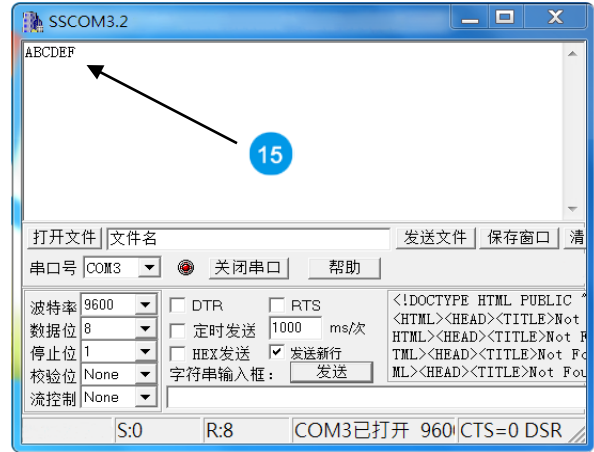 SSCOM3.2
ABCDEF
15
打开文件 文件名 发送文件 保存窗口 清
串口号 COM3 关闭串口 帮助
波特率 9600 DTR RTS
数据位 8 定时发送 1000 ms/次
停止位 1 HEX发送 发送新行
校验位 None 字符串输入框: 发送
流控制 None
<!DOCTYPE HTML PUBLIC "
<HTML><HEAD><TITLE>Not
HTML><HEAD><TITLE>Not F
TML><HEAD><TITLE>Not Fo
ML><HEAD><TITLE>Not Fou
S:0 R:8 COM3已打开 960 CTS=0 DSR